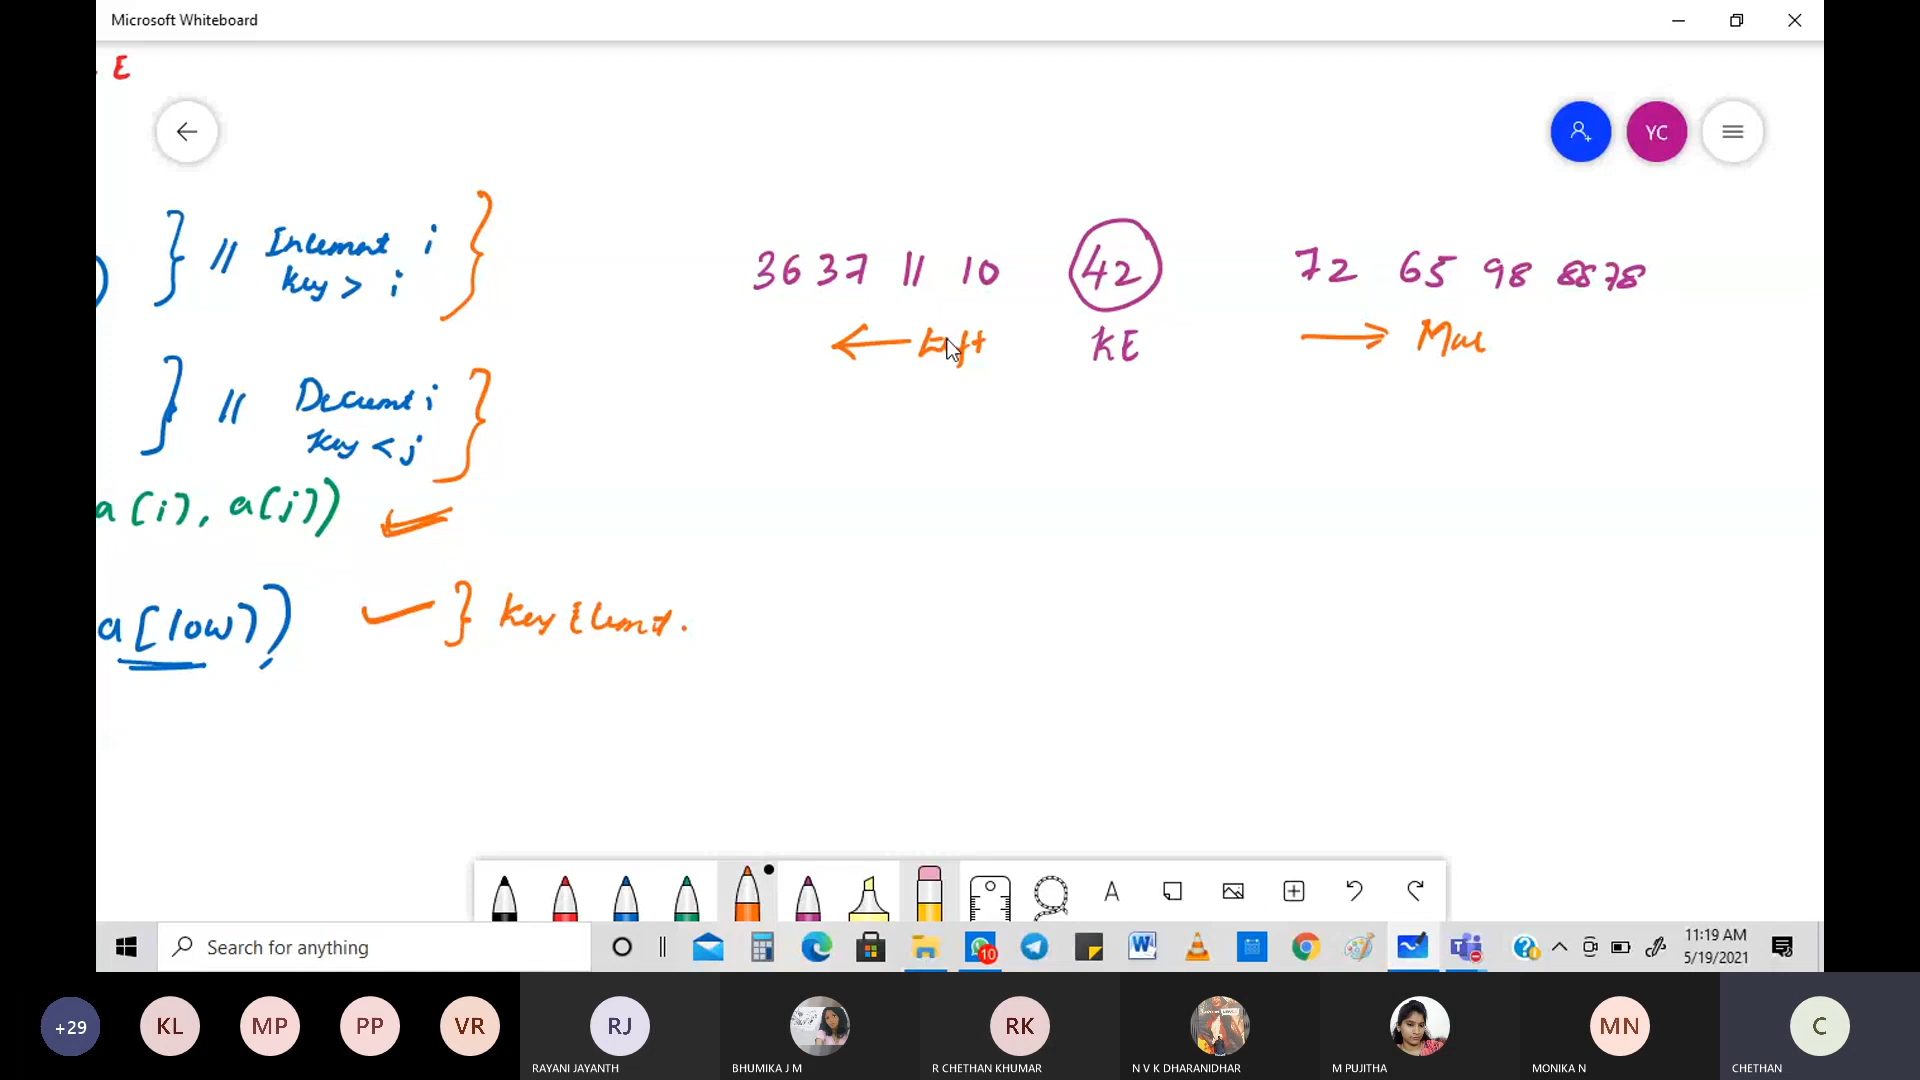 Microsoft Whiteboard
E
YC
} // Increment i }
key > i
36 37 11 10 42 72 65 98 88 78
← Left KE →
} // Decrement i }
key < j
a(i), a(j))
a[low])
} key Element.
A
Search for anything
10
11:19 AM
5/19/2021
+29
KL
MP
PP
VR
RJ
RK
MN
C
RAYANI JAYANTH
BHUMIKA J M
R CHETHAN KHUMAR
N V K DHARANIDHAR
M PUJITHA
MONIKA N
CHETHAN